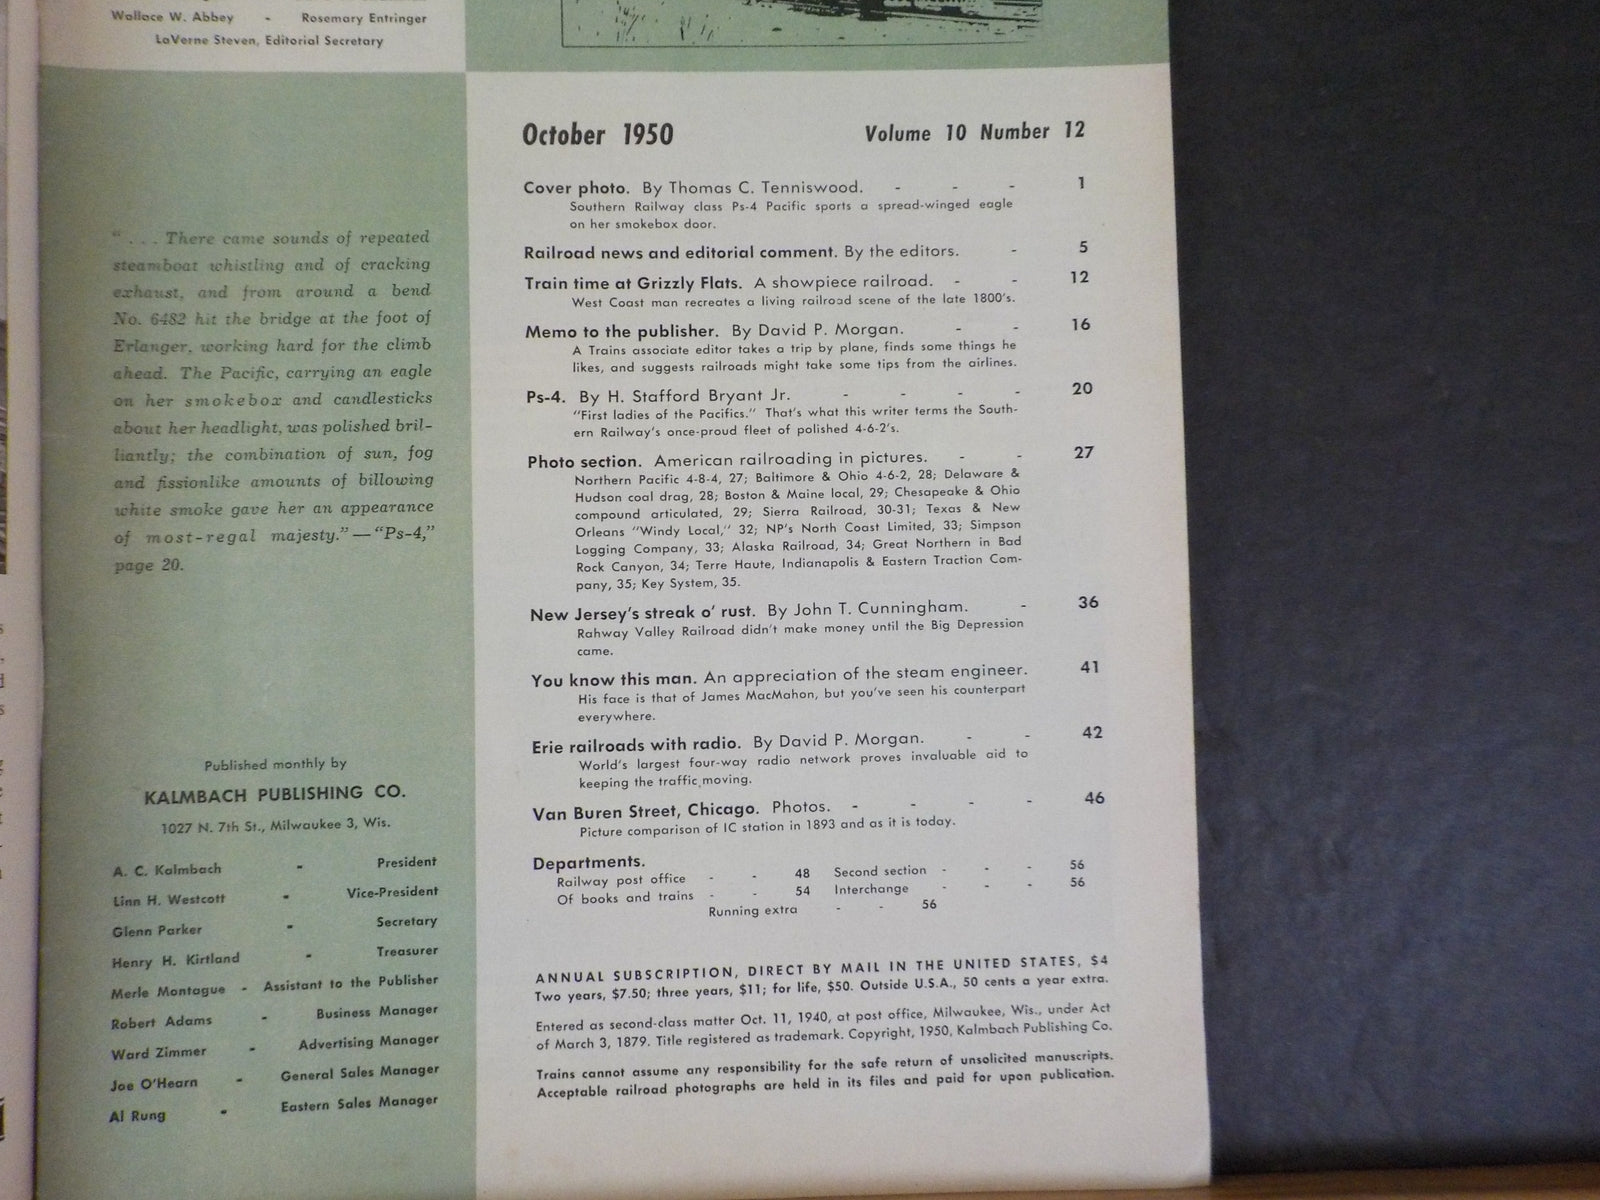 Wallace W. Abbey - Rosemary Entringer
LaVerne Steven, Editorial Secretary
" . . . There came sounds of repeated
steamboat whistling and of cracking
exhaust, and from around a bend
No. 6482 hit the bridge at the foot of
Erlanger, working hard for the climb
ahead. The Pacific, carrying an eagle
on her smokebox and candlesticks
about her headlight, was polished bril-
liantly; the combination of sun, fog
and fissionlike amounts of billowing
white smoke gave her an appearance
of most-regal majesty."—"Ps-4,"
page 20.
Published monthly by
KALMBACH PUBLISHING CO.
1027 N. 7th St., Milwaukee 3, Wis.
A. C. Kalmbach - President
Linn H. Westcott - Vice-President
Glenn Parker - Secretary
Henry H. Kirtland - Treasurer
Merle Montague - Assistant to the Publisher
Robert Adams - Business Manager
Ward Zimmer - Advertising Manager
Joe O'Hearn - General Sales Manager
Al Rung - Eastern Sales Manager
October 1950 Volume 10 Number 12
Cover photo. By Thomas C. Tenniswood. - - - 1
Southern Railway class Ps-4 Pacific sports a spread-winged eagle
on her smokebox door.
Railroad news and editorial comment. By the editors. - 5
Train time at Grizzly Flats. A showpiece railroad. - - 12
West Coast man recreates a living railroad scene of the late 1800's.
Memo to the publisher. By David P. Morgan. - - 16
A Trains associate editor takes a trip by plane, finds some things he
likes, and suggests railroads might take some tips from the airlines.
Ps-4. By H. Stafford Bryant Jr. - - - - 20
"First ladies of the Pacifics." That's what this writer terms the South-
ern Railway's once-proud fleet of polished 4-6-2's.
Photo section. American railroading in pictures. - - 27
Northern Pacific 4-8-4, 27; Baltimore & Ohio 4-6-2, 28; Delaware &
Hudson coal drag, 28; Boston & Maine local, 29; Chesapeake & Ohio
compound articulated, 29; Sierra Railroad, 30-31; Texas & New
Orleans "Windy Local," 32; NP's North Coast Limited, 33; Simpson
Logging Company, 33; Alaska Railroad, 34; Great Northern in Bad
Rock Canyon, 34; Terre Haute, Indianapolis & Eastern Traction Com-
pany, 35; Key System, 35.
New Jersey's streak o' rust. By John T. Cunningham. - 36
Rahway Valley Railroad didn't make money until the Big Depression
came.
You know this man. An appreciation of the steam engineer. 41
His face is that of James MacMahon, but you've seen his counterpart
everywhere.
Erie railroads with radio. By David P. Morgan. - - 42
World's largest four-way radio network proves invaluable aid to
keeping the traffic moving.
Van Buren Street, Chicago. Photos. - - - - 46
Picture comparison of IC station in 1893 and as it is today.
Departments.
Railway post office - - 48 Second section - - - 56
Of books and trains - - 54 Interchange - - - 56
Running extra - - 56
ANNUAL SUBSCRIPTION, DIRECT BY MAIL IN THE UNITED STATES, $4
Two years, $7.50; three years, $11; for life, $50. Outside U.S.A., 50 cents a year extra.
Entered as second-class matter Oct. 11, 1940, at post office, Milwaukee, Wis., under Act
of March 3, 1879. Title registered as trademark. Copyright, 1950, Kalmbach Publishing Co.
Trains cannot assume any responsibility for the safe return of unsolicited manuscripts.
Acceptable railroad photographs are held in its files and paid for upon publication.